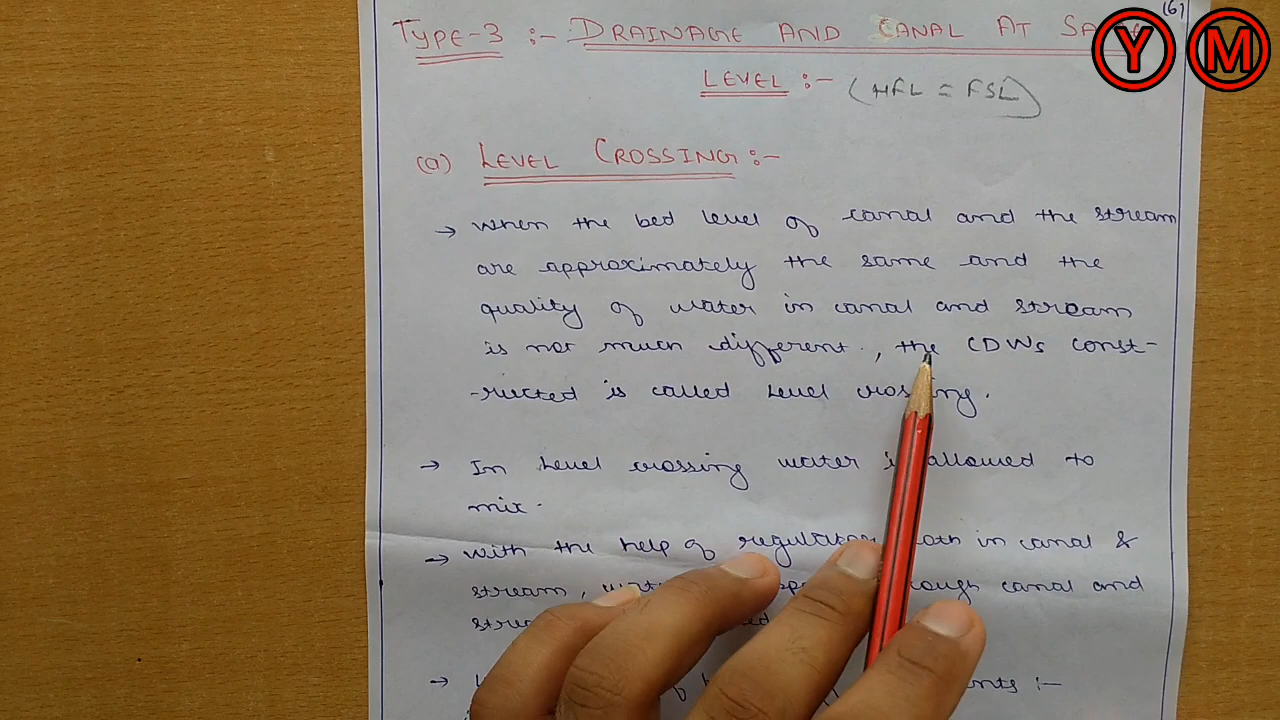 (6)
Y M
TYPE-3 :- DRAINAGE AND CANAL AT
LEVEL :- (HFL = FSL)
(a) LEVEL CROSSING :-
→ When the bed level of canal and the stream
are approximately the same and the
quality of water in canal and stream
is not much different., the CDWs const-
-ructed is called level crossing.
→ In level crossing water is allowed to
mix.
→ With the help of regulator both in canal &
stream, through canal and
→ :-